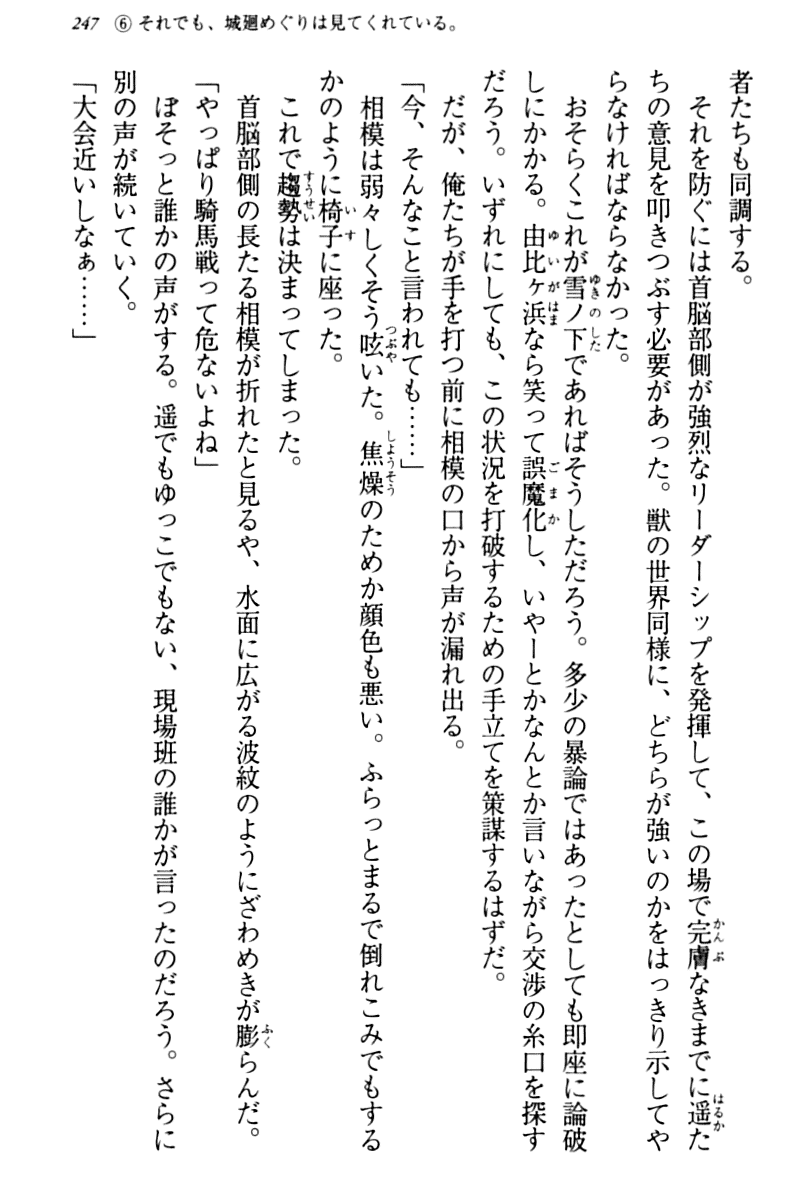 247 ⑥ それでも、城廻めぐりは見てくれている。
者たちも同調する。
　それを防ぐには首脳部側が強烈なリーダーシップを発揮して、この場で完膚なきまでに遥た
ちの意見を叩きつぶす必要があった。獣の世界同様に、どちらが強いのかをはっきり示してや
らなければならなかった。
　おそらくこれが雪ノ下であればそうしただろう。多少の暴論ではあったとしても即座に論破
しにかかる。由比ヶ浜なら笑って誤魔化し、いやーとかなんとか言いながら交渉の糸口を探す
だろう。いずれにしても、この状況を打破するための手立てを策謀するはずだ。
　だが、俺たちが手を打つ前に相模の口から声が漏れ出る。
「今、そんなこと言われても……」
　相模は弱々しくそう呟いた。焦燥のためか顔色も悪い。ふらっとまるで倒れこみでもする
かのように椅子に座った。
　これで趨勢は決まってしまった。
　首脳部側の長たる相模が折れたと見るや、水面に広がる波紋のようにざわめきが膨らんだ。
「やっぱり騎馬戦って危ないよね」
　ぼそっと誰かの声がする。遥でもゆっこでもない、現場班の誰かが言ったのだろう。さらに
別の声が続いていく。
「大会近いしなぁ……」